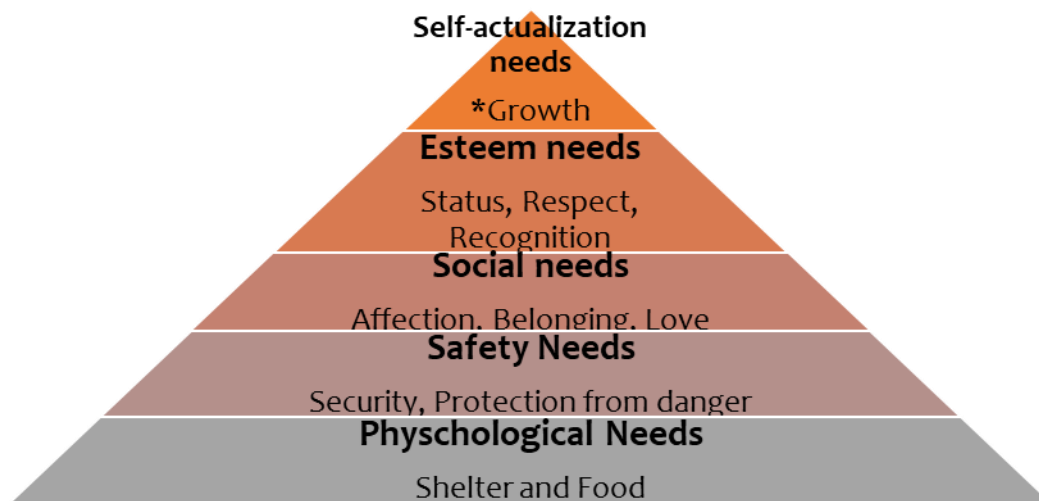 Self-actualization
needs
*Growth
Esteem needs
Status, Respect,
Recognition
Social needs
Affection, Belonging, Love
Safety Needs
Security, Protection from danger
Physchological Needs
Shelter and Food